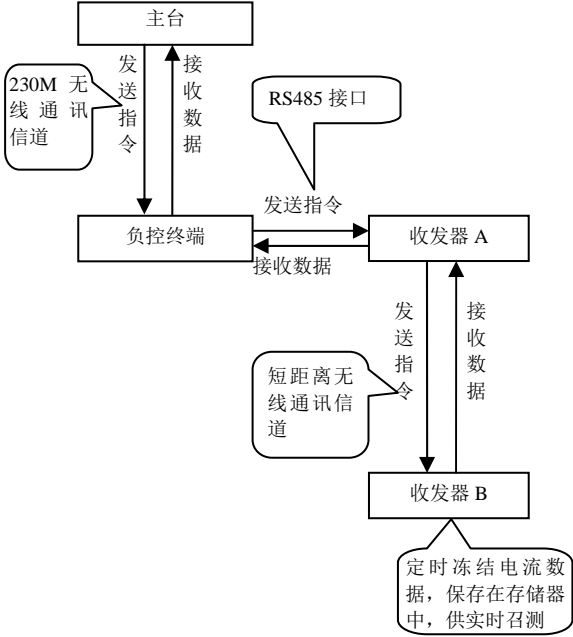 主台
230M 无
线通讯
信道
发送指令
接收数据
RS485 接口
发送指令
负控终端
收发器 A
接收数据
发送指令
接收数据
短距离无
线通讯信
道
收发器 B
定时冻结电流数
据，保存在存储器
中，供实时召测